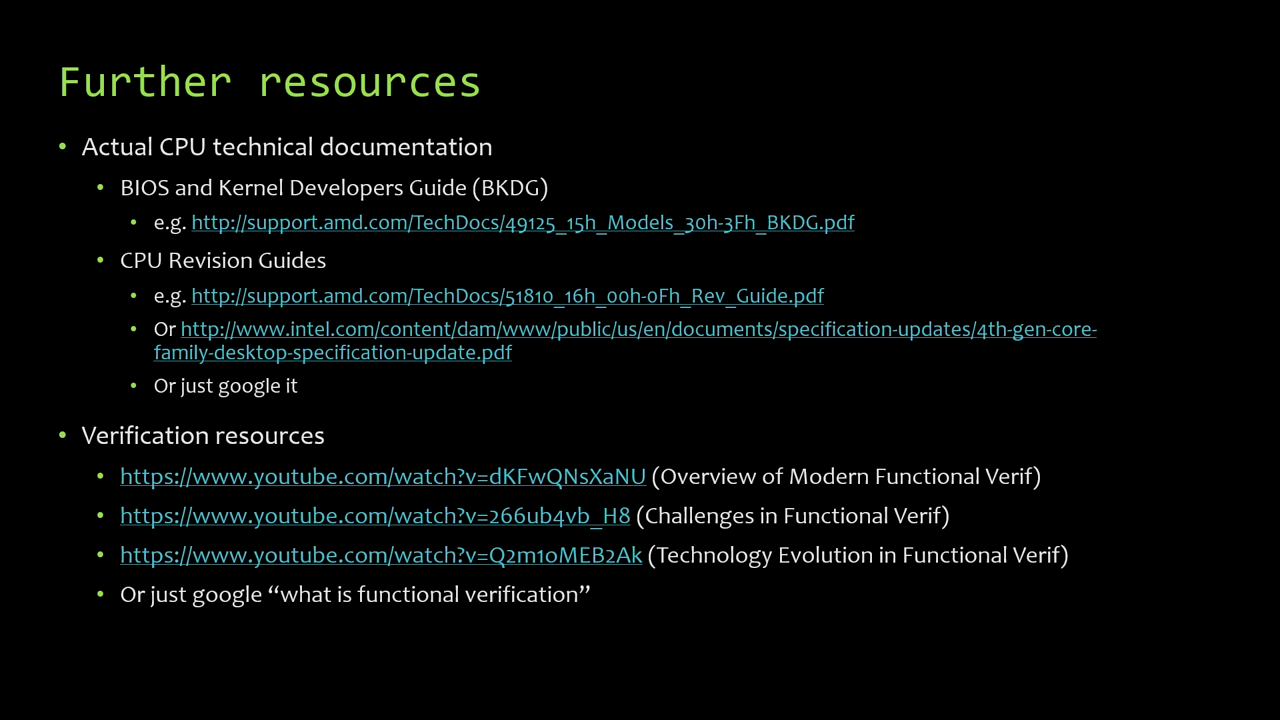 Further resources
• Actual CPU technical documentation
• BIOS and Kernel Developers Guide (BKDG)
• e.g. http://support.amd.com/TechDocs/49125_15h_Models_30h-3Fh_BKDG.pdf
• CPU Revision Guides
• e.g. http://support.amd.com/TechDocs/51810_16h_00h-0Fh_Rev_Guide.pdf
• Or http://www.intel.com/content/dam/www/public/us/en/documents/specification-updates/4th-gen-core-
family-desktop-specification-update.pdf
• Or just google it
• Verification resources
• https://www.youtube.com/watch?v=dKFwQNsXaNU (Overview of Modern Functional Verif)
• https://www.youtube.com/watch?v=266ub4vb_H8 (Challenges in Functional Verif)
• https://www.youtube.com/watch?v=Q2m10MEB2Ak (Technology Evolution in Functional Verif)
• Or just google “what is functional verification”